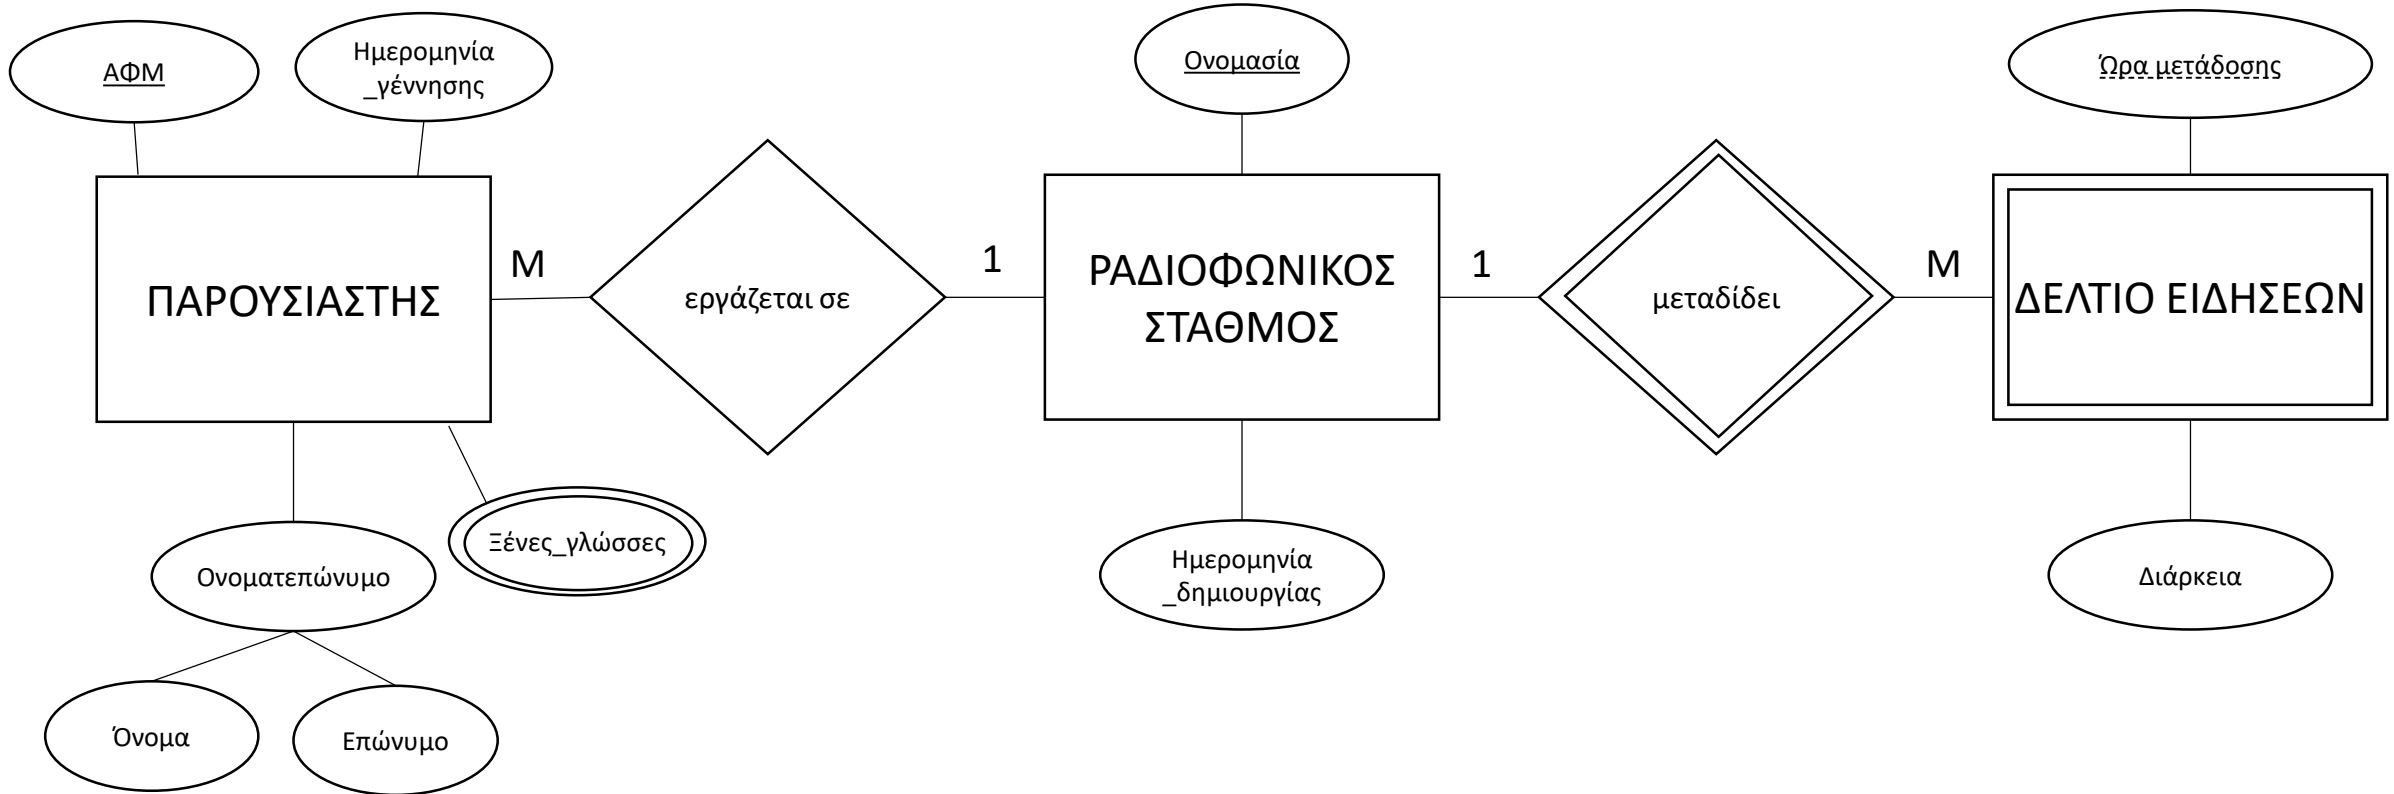 ΑΦΜ
Ημερομηνία
_γέννησης
Ονομασία
Ώρα μετάδοσης
ΠΑΡΟΥΣΙΑΣΤΗΣ
Μ
εργάζεται σε
1
ΡΑΔΙΟΦΩΝΙΚΟΣ
ΣΤΑΘΜΟΣ
1
μεταδίδει
Μ
ΔΕΛΤΙΟ ΕΙΔΗΣΕΩΝ
Ονοματεπώνυμο
Ξένες_γλώσσες
Ημερομηνία
_δημιουργίας
Διάρκεια
Όνομα
Επώνυμο